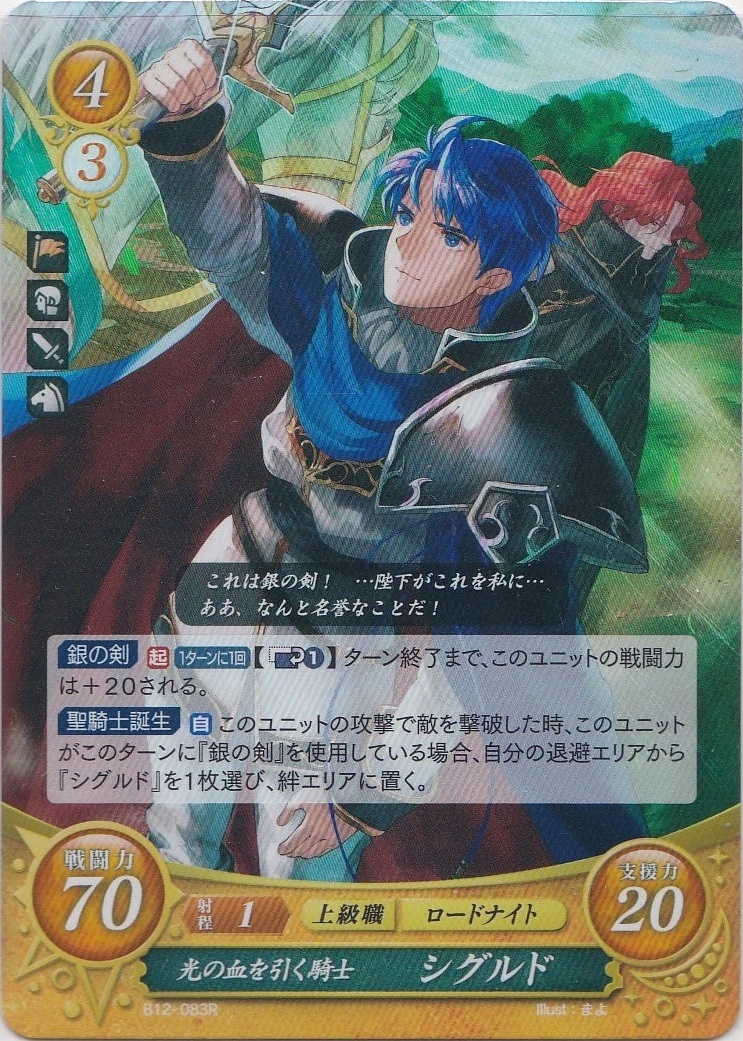 4
3
これは銀の剣！ …陛下がこれを私に…
ああ、なんと名誉なことだ！
銀の剣 起 1ターンに1回 【 1 】 ターン終了まで、このユニットの戦闘力
は＋２０される。
聖騎士誕生 自 このユニットの攻撃で敵を撃破した時、このユニット
がこのターンに『銀の剣』を使用している場合、自分の退避エリアから
『シグルド』を1枚選び、絆エリアに置く。
戦闘力
70
射程 1 上級職 ロードナイト
支援力
20
光の血を引く騎士 シグルド
B12-083R Illust：まよ